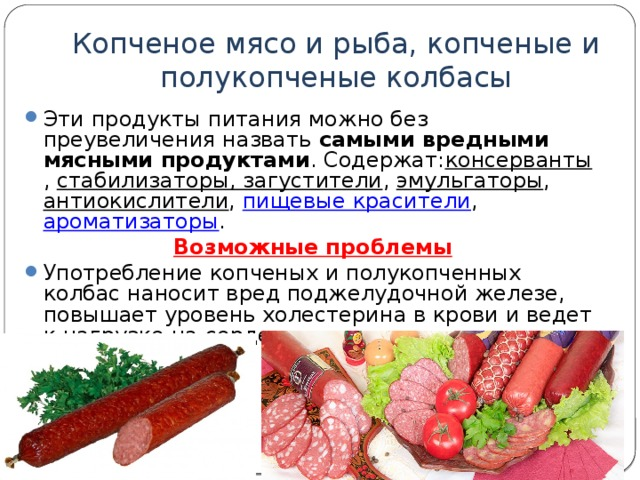 Копченое мясо и рыба, копченые и
полукопченые колбасы
Эти продукты питания можно без
преувеличения назвать самыми вредными
мясными продуктами. Содержат:консерванты
, стабилизаторы, загустители, эмульгаторы,
антиокислители, пищевые красители,
ароматизаторы.
Возможные проблемы
Употребление копченых и полукопченных
колбас наносит вред поджелудочной железе,
повышает уровень холестерина в крови и ведет